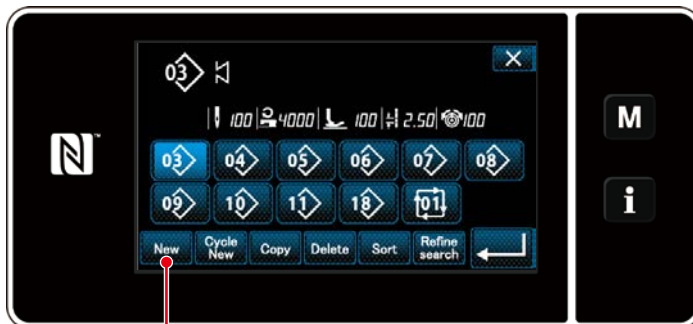 03
100 4000 100 2.50 100
03 04 05 06 07 08
09 10 11 18 01
New Cycle New Copy Delete Sort Refine search
M
i
N